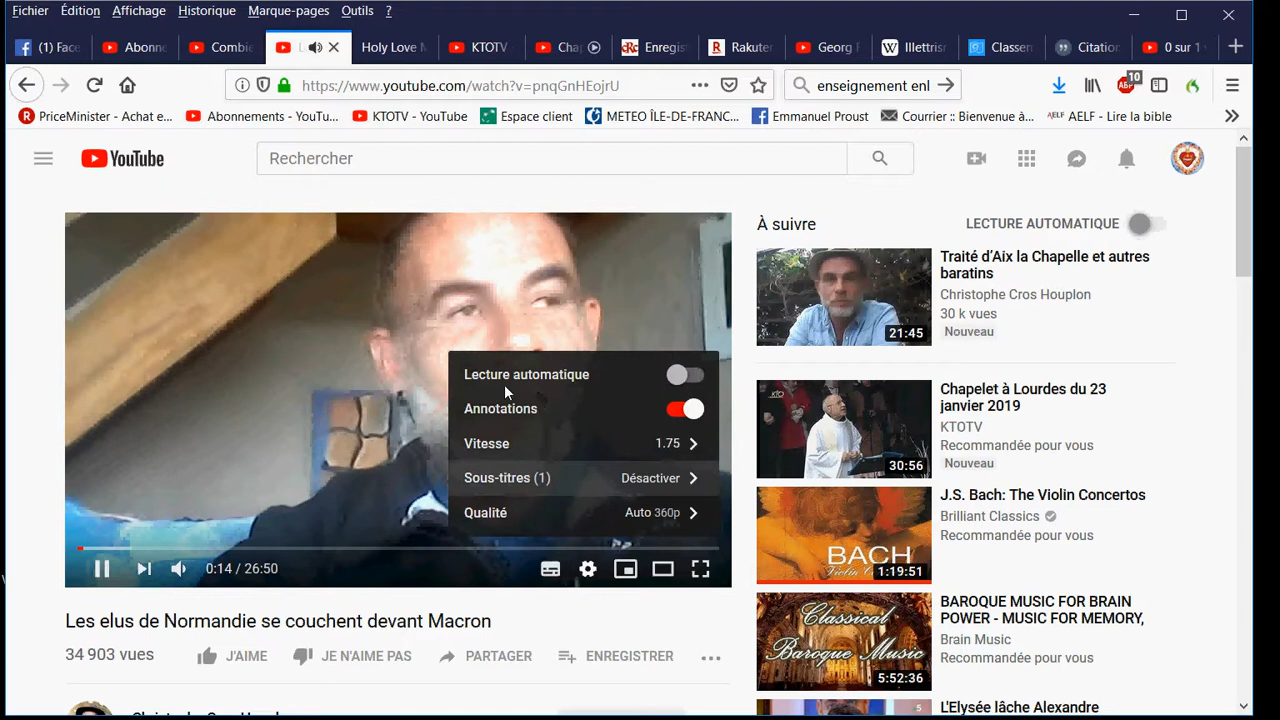 Fichier Édition Affichage Historique Marque-pages Outils ?
(1) Face
Abonne
Combie
L
Holy Love M
KTOTV
Chap
Enregist
Rakuter
Georg F
Illettris
Classen
Citation
0 sur 1
https://www.youtube.com/watch?v=pnqGnHEojrU
enseignement enl
10
ABP
PriceMinister - Achat e...
Abonnements - YouTu...
KTOTV - YouTube
Espace client
METEO ÎLE-DE-FRANC...
Emmanuel Proust
Courrier :: Bienvenue à...
AELF - Lire la bible
YouTube
Rechercher
Lecture automatique
Annotations
Vitesse 1.75
Sous-titres (1) Désactiver
Qualité Auto 360p
0:14 / 26:50
Les elus de Normandie se couchent devant Macron
34 903 vues
J'AIME
JE N'AIME PAS
PARTAGER
ENREGISTRER
À suivre
LECTURE AUTOMATIQUE
21:45
Traité d'Aix la Chapelle et autres
baratins
Christophe Cros Houplon
30 k vues
Nouveau
30:56
Chapelet à Lourdes du 23
janvier 2019
KTOTV
Recommandée pour vous
Nouveau
BACH
Violin
1:19:51
J.S. Bach: The Violin Concertos
Brilliant Classics
Recommandée pour vous
Classical
Baroque Music
5:52:36
BAROQUE MUSIC FOR BRAIN
POWER - MUSIC FOR MEMORY,
Brain Music
Recommandée pour vous
L'Elysée lâche Alexandre